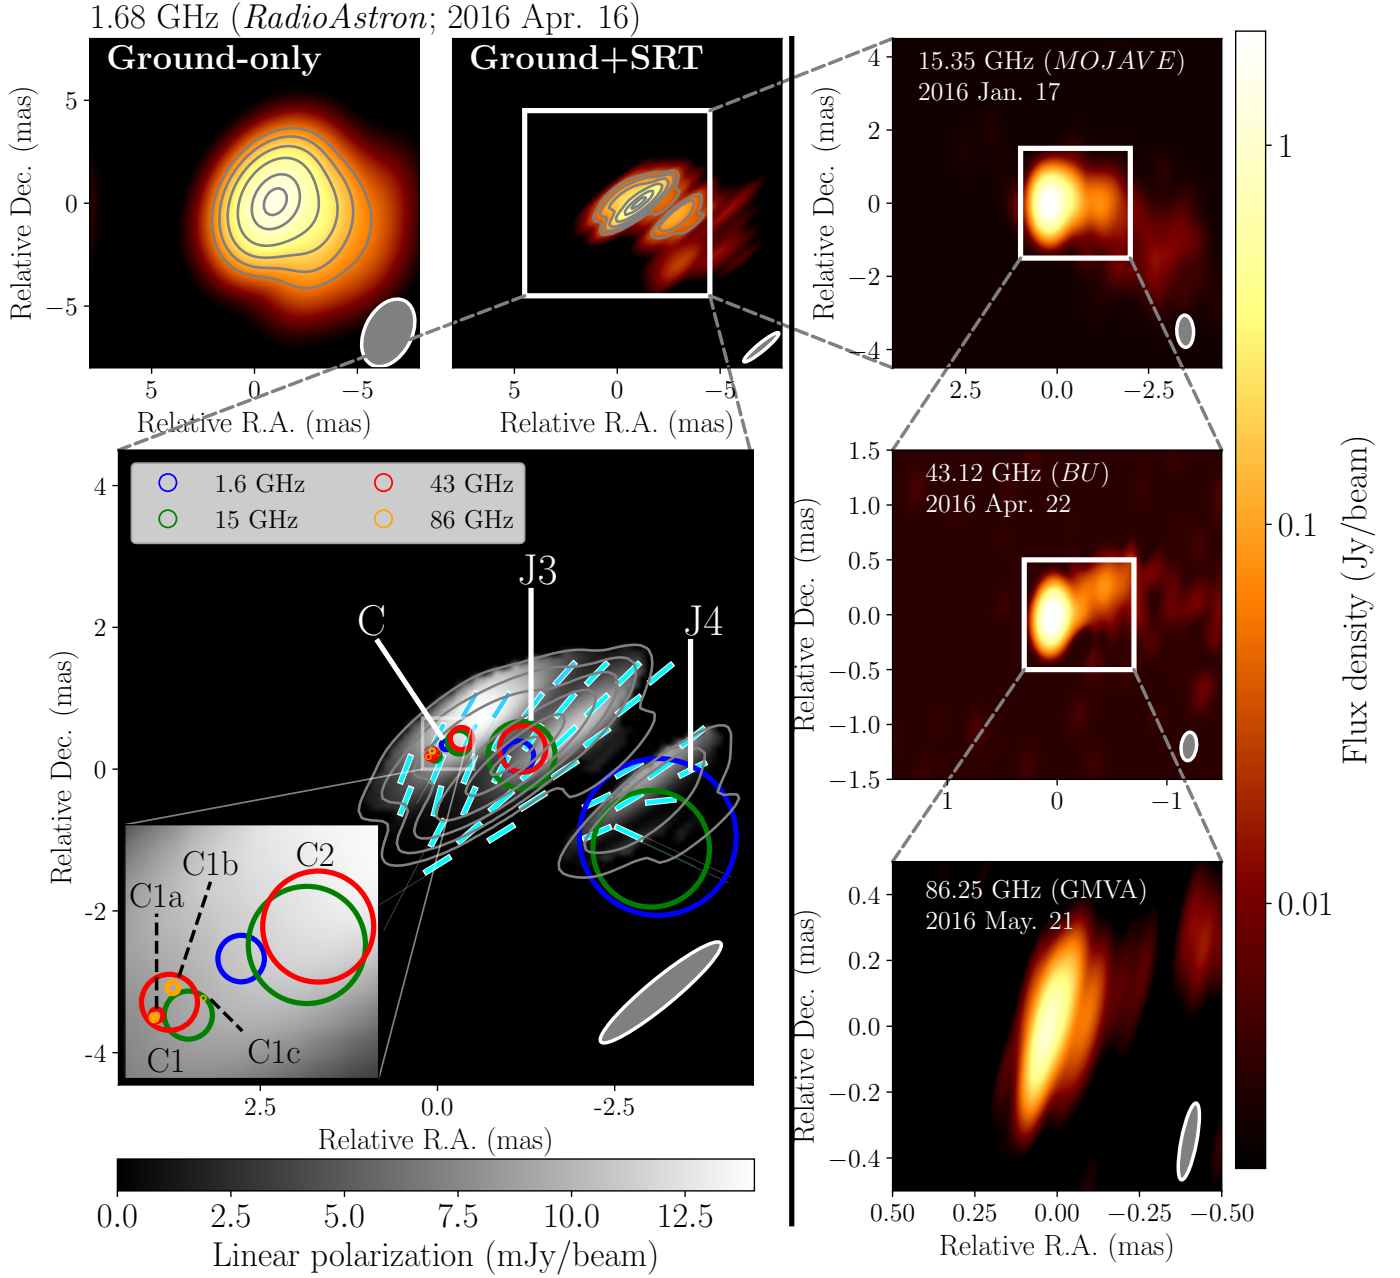 1.68 GHz (RadioAstron; 2016 Apr. 16)
Ground-only
Relative Dec. (mas)
5
0
−5
5
0
−5
Relative R.A. (mas)
Ground+SRT
5
0
−5
Relative R.A. (mas)
15.35 GHz (MOJAVE)
2016 Jan. 17
Relative Dec. (mas)
4
2
0
−2
−4
2.5
0.0
−2.5
1.6 GHz
43 GHz
15 GHz
86 GHz
J3
C
J4
C2
C1b
C1a
C1
C1c
Relative Dec. (mas)
4
2
0
-2
-4
2.5
0.0
-2.5
Relative R.A. (mas)
0.0
2.5
5.0
7.5
10.0
12.5
Linear polarization (mJy/beam)
43.12 GHz (BU)
2016 Apr. 22
Relative Dec. (mas)
1.5
1.0
0.5
0.0
−0.5
−1.0
−1.5
1
0
−1
86.25 GHz (GMVA)
2016 May. 21
Relative Dec. (mas)
0.4
0.2
0.0
−0.2
−0.4
0.50
0.25
0.00
−0.25
−0.50
Relative R.A. (mas)
1
0.1
0.01
Flux density (Jy/beam)